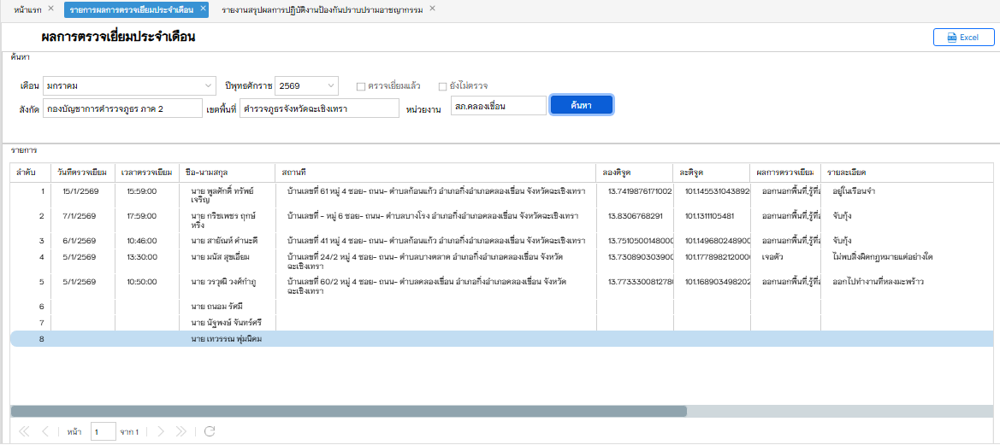 หน้าแรก × รายการผลการตรวจเยี่ยมประจำเดือน × รายงานสรุปผลการปฏิบัติงานป้องกันปราบปรามอาชญากรรม ×
ผลการตรวจเยี่ยมประจำเดือน Excel
ค้นหา
เดือน มกราคม ปีพุทธศักราช 2569 ตรวจเยี่ยมแล้ว ยังไม่ตรวจ
สังกัด กองบัญชาการตำรวจภูธร ภาค 2 เขตพื้นที่ ตำรวจภูธรจังหวัดฉะเชิงเทรา หน่วยงาน สภ.คลองเขื่อน ค้นหา
รายการ
ลำดับ วันที่ตรวจเยี่ยม เวลาตรวจเยี่ยม ชื่อ-นามสกุล สถานที่ ลองติจูด ละติจูด ผลการตรวจเยี่ยม รายละเอียด
1 15/1/2569 15:59:00 นาย พูลศักดิ์ ทรัพย์ บ้านเลขที่ 61 หมู่ 4 ซอย- ถนน- ตำบลก้อนแก้ว อำเภอกิ่งอำเภอคลองเขื่อน จังหวัดฉะเชิงเทรา 13.7419876171002 101.1455310438920 ออกนอกพื้นที่,รู้ที่อ อยู่ในเรือนจำ
เจริญ
2 7/1/2569 17:59:00 นาย กริชเพชร ฤกษ์ บ้านเลขที่ - หมู่ 6 ซอย- ถนน- ตำบลบางโรง อำเภอกิ่งอำเภอคลองเขื่อน จังหวัดฉะเชิงเทรา 13.8306768291 101.1311105481 ออกนอกพื้นที่,รู้ที่อ จับกุ้ง
หริ่ง
3 6/1/2569 10:46:00 นาย สายัณห์ คำนะดี บ้านเลขที่ 41 หมู่ 4 ซอย- ถนน- ตำบลก้อนแก้ว อำเภอกิ่งอำเภอคลองเขื่อน จังหวัดฉะเชิงเทรา 13.7510500148000 101.149680248900 ออกนอกพื้นที่,รู้ที่อ จับกุ้ง
4 5/1/2569 13:30:00 นาย มนัส สุขเอี่ยม บ้านเลขที่ 24/2 หมู่ 4 ซอย- ถนน- ตำบลบางตลาด อำเภอกิ่งอำเภอคลองเขื่อน จังหวัด 13.730890303900 101.1778982120000 เจอตัว ไม่พบสิ่งผิดกฎหมายแต่อย่างใด
ฉะเชิงเทรา
5 5/1/2569 10:50:00 นาย วรวุฒิ วงศ์กำภู บ้านเลขที่ 60/2 หมู่ 4 ซอย- ถนน- ตำบลคลองเขื่อน อำเภอกิ่งอำเภอคลองเขื่อน จังหวัด 13.7733300812780 101.168903498202 ออกนอกพื้นที่,รู้ที่อ ออกไปทำงานที่หลงมะพร้าว
ฉะเชิงเทรา
6 นาย ถนอม รัศมี
7 นาย นัฐพงษ์ จันทร์ศรี
8 นาย เทวรรณ พุ่มนิคม
หน้า 1 จาก 1